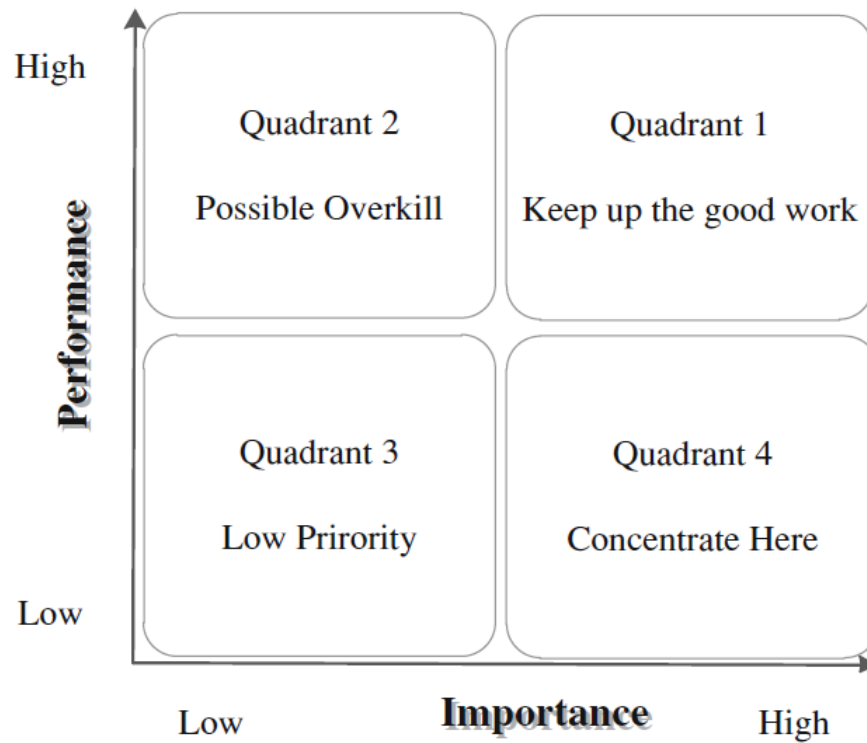 High
Quadrant 2
Quadrant 1
Possible Overkill
Keep up the good work
Performance
Quadrant 3
Quadrant 4
Low Prirority
Concentrate Here
Low
Low
Importance
High